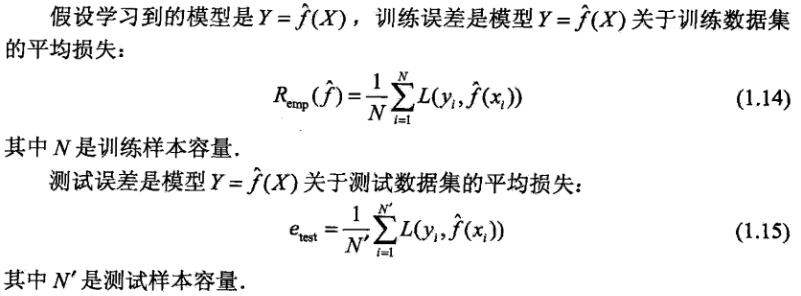 假设学习到的模型是 Y = f̂(X)，训练误差是模型 Y = f̂(X) 关于训练数据集
的平均损失：
R_emp(f̂) = \frac{1}{N} \sum_{i=1}^{N} L(y_i, f̂(x_i)) (1.14)
其中 N 是训练样本容量．
测试误差是模型 Y = f̂(X) 关于测试数据集的平均损失：
e_test = \frac{1}{N′} \sum_{i=1}^{N′} L(y_i, f̂(x_i)) (1.15)
其中 N′ 是测试样本容量．